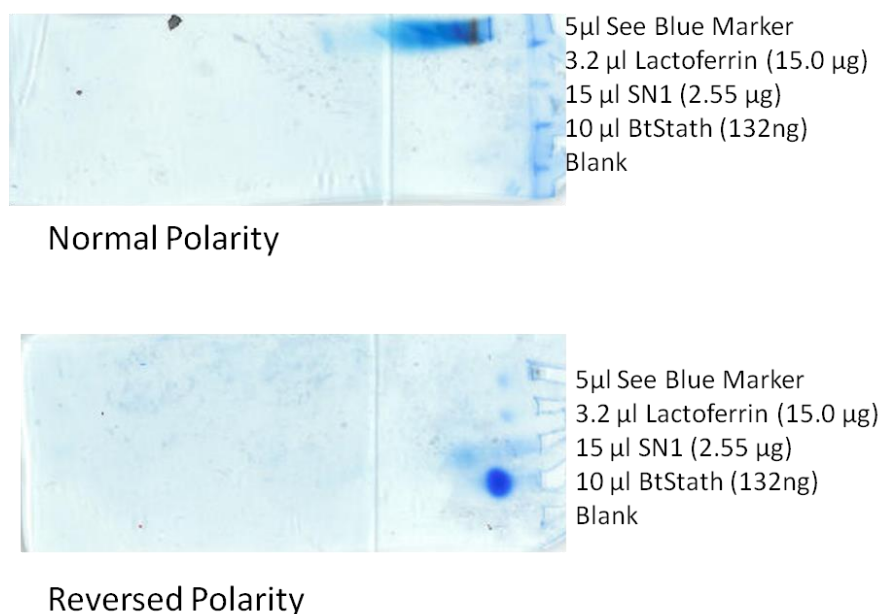 5µl See Blue Marker
3.2 µl Lactoferrin (15.0 µg)
15 µl SN1 (2.55 µg)
10 µl BtStath (132ng)
Blank
Normal Polarity
5µl See Blue Marker
3.2 µl Lactoferrin (15.0 µg)
15 µl SN1 (2.55 µg)
10 µl BtStath (132ng)
Blank
Reversed Polarity